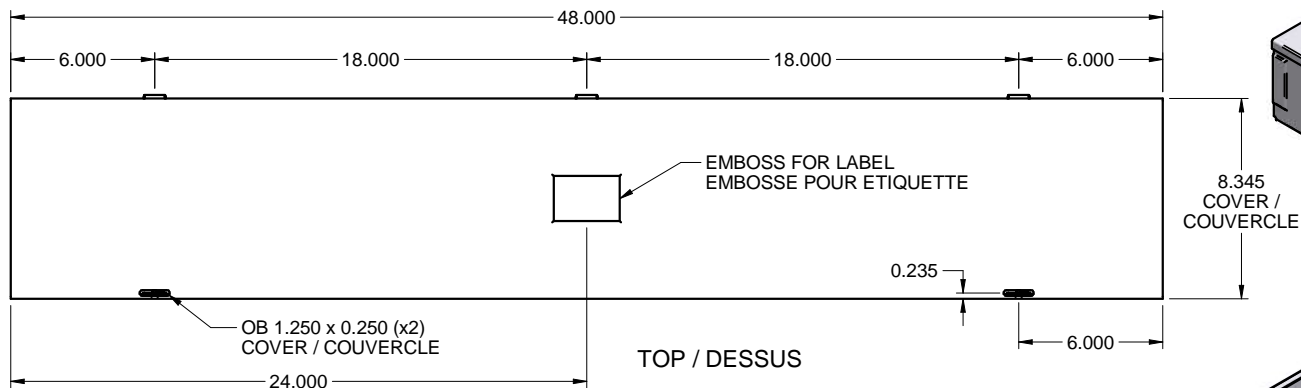 48.000
6.000
18.000
18.000
6.000
EMBOSS FOR LABEL
EMBOSSE POUR ETIQUETTE
8.345
COVER /
COUVERCLE
0.235
OB 1.250 x 0.250 (x2)
COVER / COUVERCLE
6.000
TOP / DESSUS
24.000